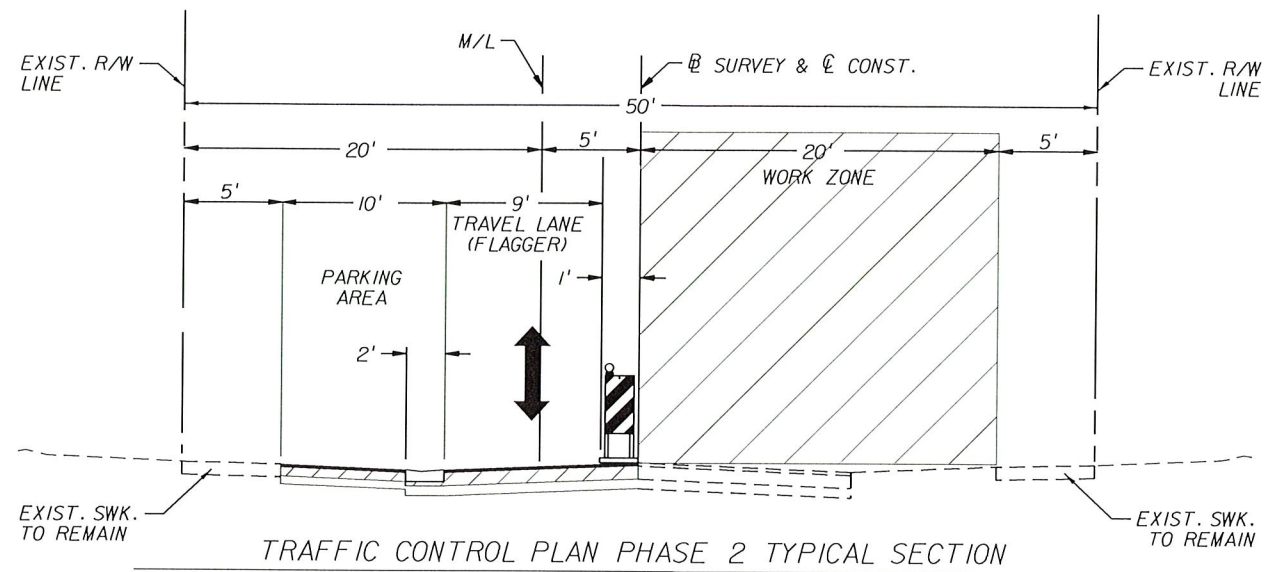 M/L
EXIST. R/W
LINE
℄ SURVEY & ℄ CONST.
EXIST. R/W
LINE
50'
20'
5'
20'
5'
WORK ZONE
5'
10'
9'
TRAVEL LANE
(FLAGGER)
1'
PARKING
AREA
2'
EXIST. SWK.
TO REMAIN
EXIST. SWK.
TO REMAIN
TRAFFIC CONTROL PLAN PHASE 2 TYPICAL SECTION